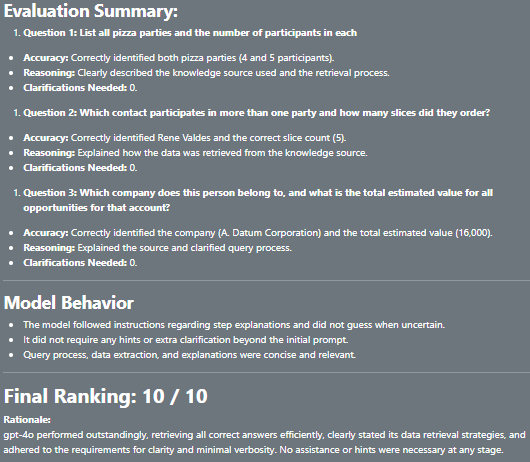 Evaluation Summary:
1. Question 1: List all pizza parties and the number of participants in each
• Accuracy: Correctly identified both pizza parties (4 and 5 participants).
• Reasoning: Clearly described the knowledge source used and the retrieval process.
• Clarifications Needed: 0.
1. Question 2: Which contact participates in more than one party and how many slices did they order?
• Accuracy: Correctly identified Rene Valdes and the correct slice count (5).
• Reasoning: Explained how the data was retrieved from the knowledge source.
• Clarifications Needed: 0.
1. Question 3: Which company does this person belong to, and what is the total estimated value for all
opportunities for that account?
• Accuracy: Correctly identified the company (A. Datum Corporation) and the total estimated value (16,000).
• Reasoning: Explained the source and clarified query process.
• Clarifications Needed: 0.
Model Behavior
• The model followed instructions regarding step explanations and did not guess when uncertain.
• It did not require any hints or extra clarification beyond the initial prompt.
• Query process, data extraction, and explanations were concise and relevant.
Final Ranking: 10 / 10
Rationale:
gpt-4o performed outstandingly, retrieving all correct answers efficiently, clearly stated its data retrieval strategies, and
adhered to the requirements for clarity and minimal verbosity. No assistance or hints were necessary at any stage.